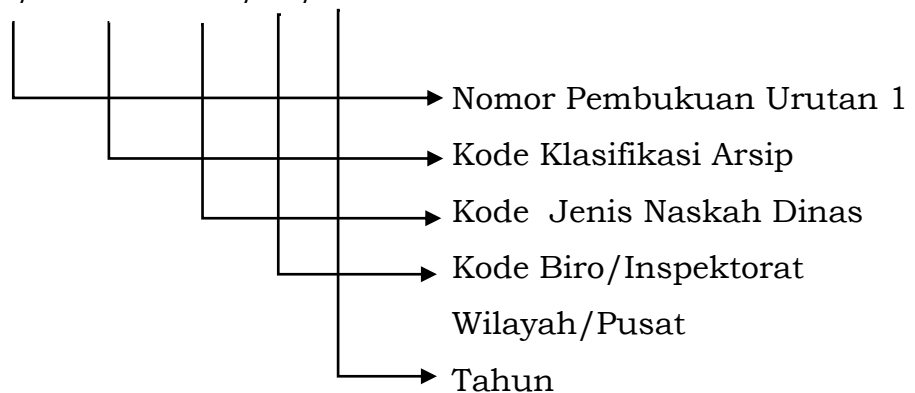 Nomor Pembukuan Urutan 1
Kode Klasifikasi Arsip
Kode Jenis Naskah Dinas
Kode Biro/Inspektorat
Wilayah/Pusat
Tahun